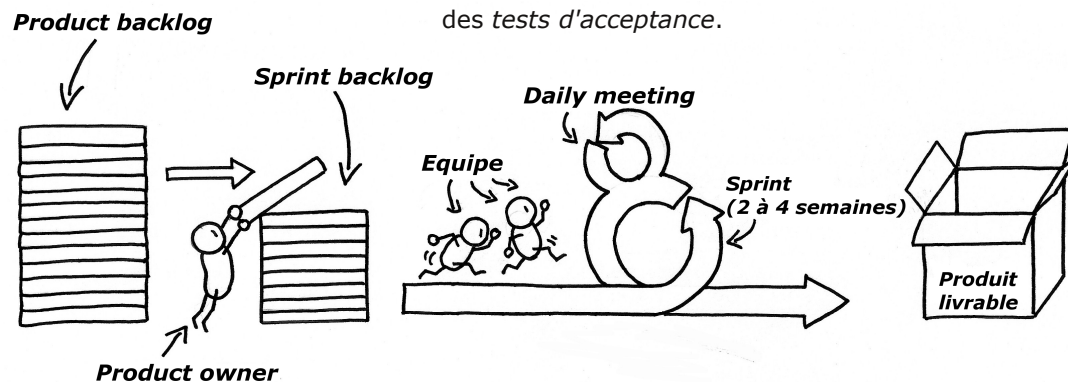 des tests d'acceptance.
Product backlog
Sprint backlog
Daily meeting
Equipe
Sprint
(2 à 4 semaines)
Produit
livrable
Product owner